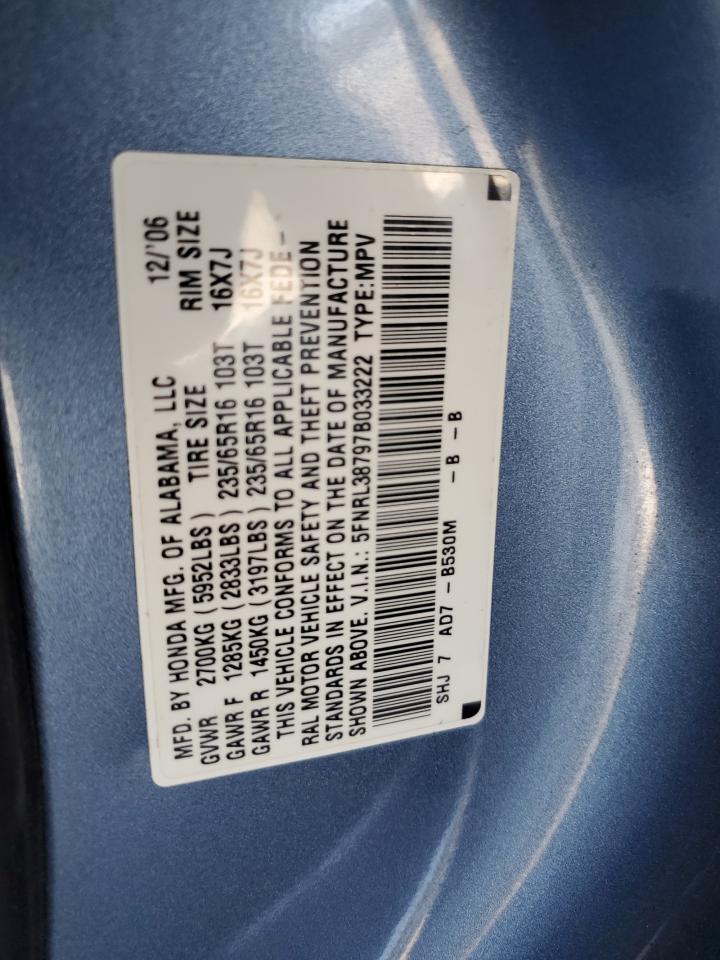 MFD. BY HONDA MFG. OF ALABAMA, LLC 12/'06
GVWR 2700KG (5952LBS) TIRE SIZE RIM SIZE
GAWR F 1285KG (2833LBS) 235/65R16 103T 16X7J
GAWR R 1450KG (3197LBS) 235/65R16 103T 16X7J
THIS VEHICLE CONFORMS TO ALL APPLICABLE FEDE-
RAL MOTOR VEHICLE SAFETY AND THEFT PREVENTION
STANDARDS IN EFFECT ON THE DATE OF MANUFACTURE
SHOWN ABOVE. V.I.N.: 5FNRL38797B033222 TYPE:MPV
SHJ 7 AD7 - B530M - B - B